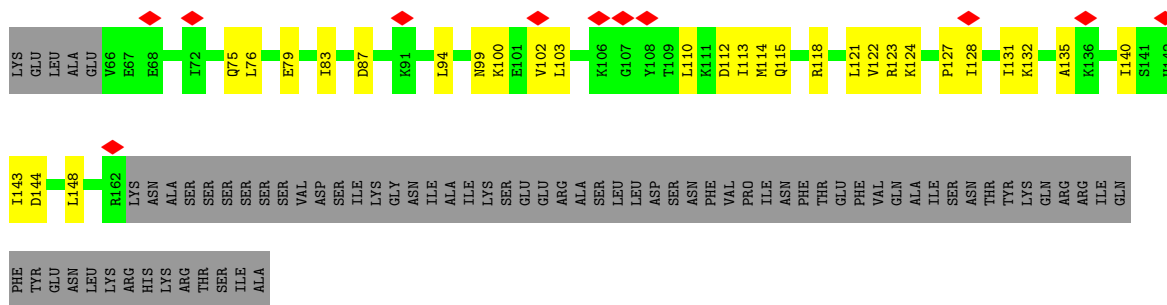 LYS GLU LEU ALA GLU V66 E67 E68 I72 Q75 L76 E79 I83 D87 K91 L94 N99 K100 E101 V102 L103 K106 G107 Y108 T109 L110 K111 D112 I113 M114 Q115 R118 L121 V122 R123 K124 P127 I128 I131 K132 A135 K136 I140 S141
I143 D144 L148 R162 LYS ASN ALA SER SER SER SER SER SER VAL ASP SER ILE LYS GLY ASN ILE ALA ILE LYS SER GLU GLU ARG ALA SER LEU LEU ASP SER ASN PHE VAL PRO ILE ASN PHE THR GLU PHE VAL GLN ALA ILE SER ASN THR TYR LYS GLN ARG ARG ILE GLN
PHE TYR GLU ASN LEU LYS ARG HIS LYS ARG THR SER ILE ALA